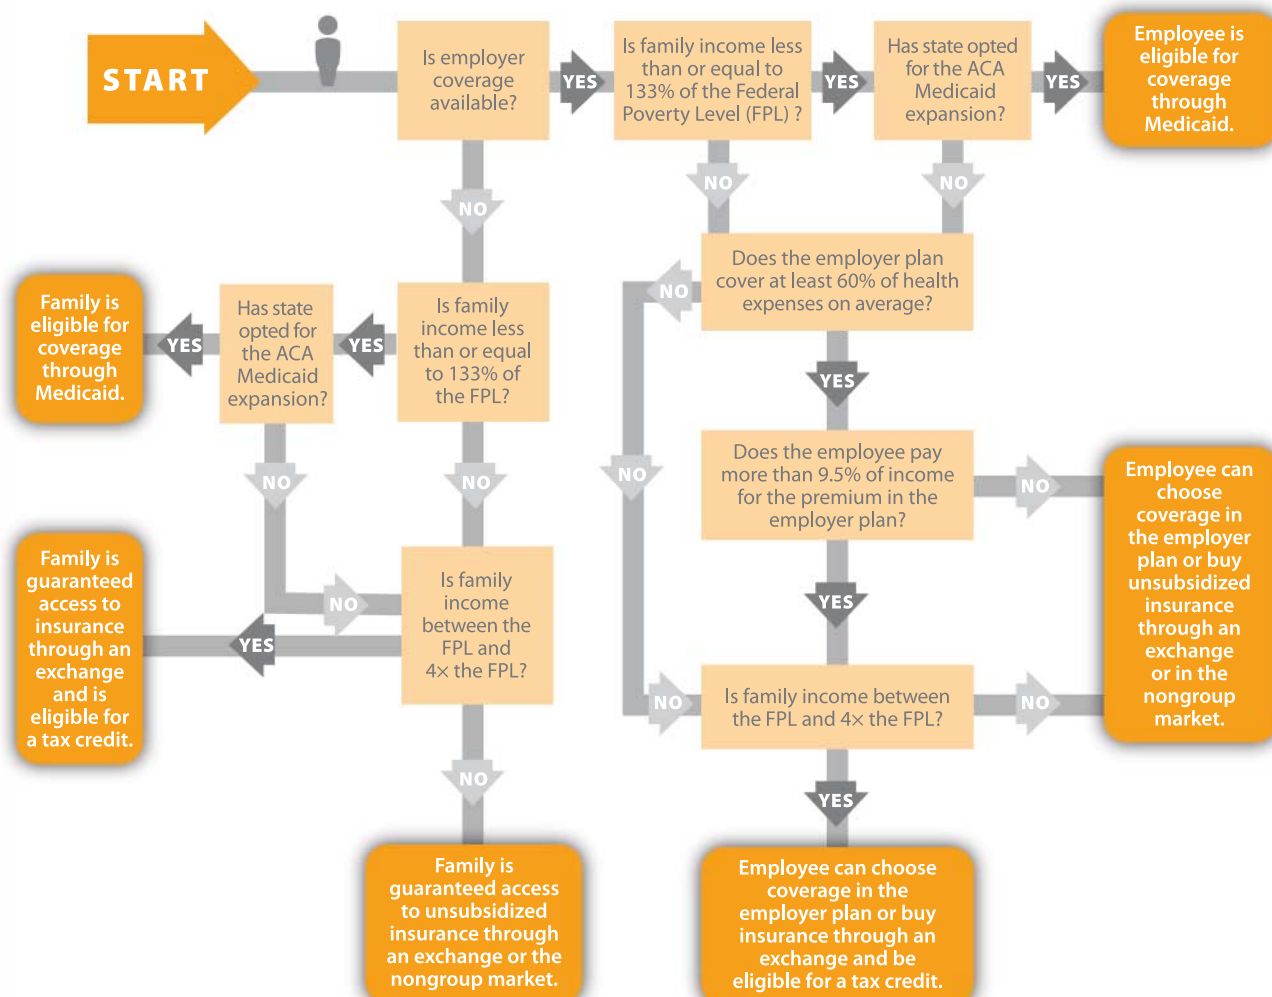 START
Is employer
coverage
available?
YES
Is family income less
than or equal to
133% of the Federal
Poverty Level (FPL) ?
YES
Has state opted
for the ACA
Medicaid
expansion?
YES
Employee is
eligible for
coverage
through
Medicaid.
NO
NO
NO
Does the employer plan
cover at least 60% of health
expenses on average?
NO
Family is
eligible for
coverage
through
Medicaid.
YES
Has state
opted for
the ACA
Medicaid
expansion?
YES
Is family
income less
than or equal
to 133% of
the FPL?
YES
NO
NO
NO
Does the employee pay
more than 9.5% of income
for the premium in the
employer plan?
NO
Employee can
choose
coverage in
the employer
plan or buy
unsubsidized
insurance
through an
exchange
or in the
nongroup
market.
Family is
guaranteed
access to
insurance
through an
exchange
and is
eligible for
a tax credit.
NO
YES
Is family
income
between the
FPL and
4× the FPL?
YES
NO
Is family income between
the FPL and 4× the FPL?
NO
NO
YES
Family is
guaranteed access
to unsubsidized
insurance through
an exchange or the
nongroup market.
Employee can choose
coverage in the
employer plan or buy
insurance through an
exchange and be
eligible for a tax credit.